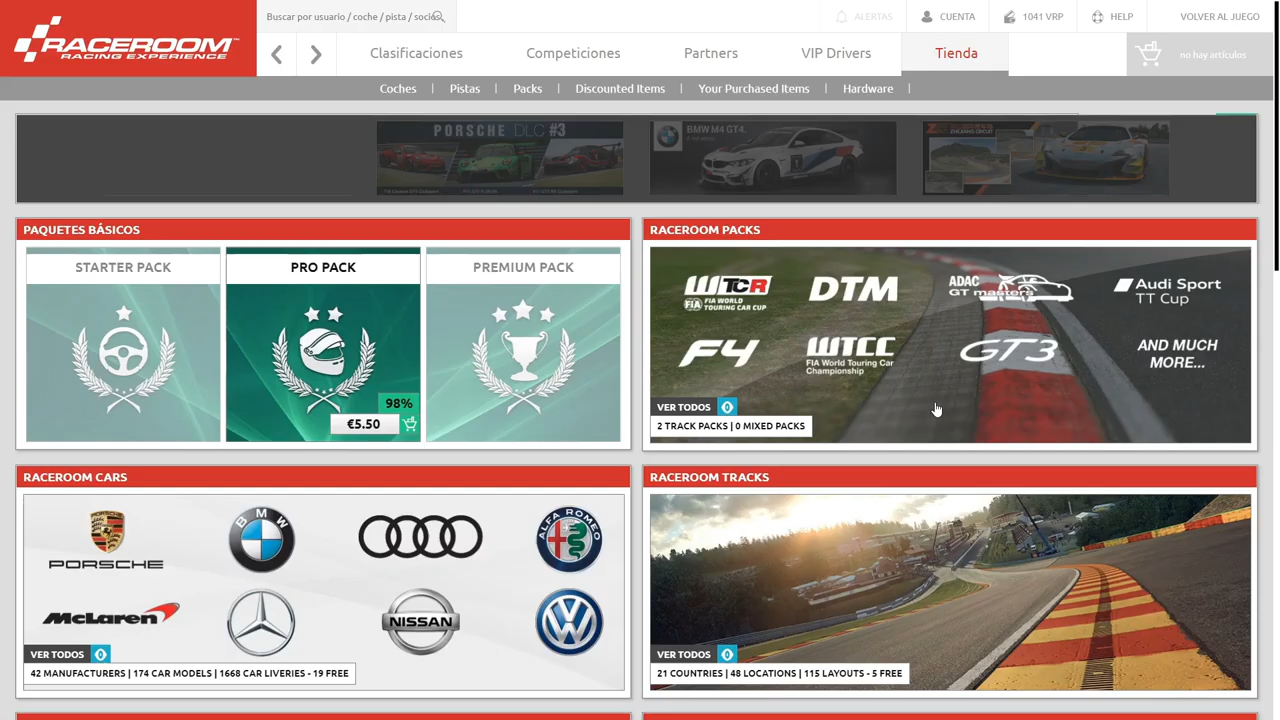 RACEROOM
RACING EXPERIENCE
Buscar por usuario / coche / pista / socio
ALERTAS
CUENTA
1041 VRP
HELP
VOLVER AL JUEGO
Clasificaciones
Competiciones
Partners
VIP Drivers
Tienda
no hay artículos
Coches
Pistas
Packs
Discounted Items
Your Purchased Items
Hardware
PORSCHE DLC #3
BMW M4 GT4.
PAQUETES BÁSICOS
STARTER PACK
PRO PACK
PREMIUM PACK
98%
€5.50
RACEROOM PACKS
WTCR
FIA WORLD
TOURING CAR CUP
DTM
ADAC
GT masters
Audi Sport
TT Cup
F4
WTCC
FIA World Touring Car
Championship
GT3
AND MUCH
MORE...
VER TODOS
2 TRACK PACKS | 0 MIXED PACKS
RACEROOM CARS
PORSCHE
BMW
ALFA ROMEO
McLaren
NISSAN
VER TODOS
42 MANUFACTURERS | 174 CAR MODELS | 1668 CAR LIVERIES - 19 FREE
RACEROOM TRACKS
VER TODOS
21 COUNTRIES | 48 LOCATIONS | 115 LAYOUTS - 5 FREE